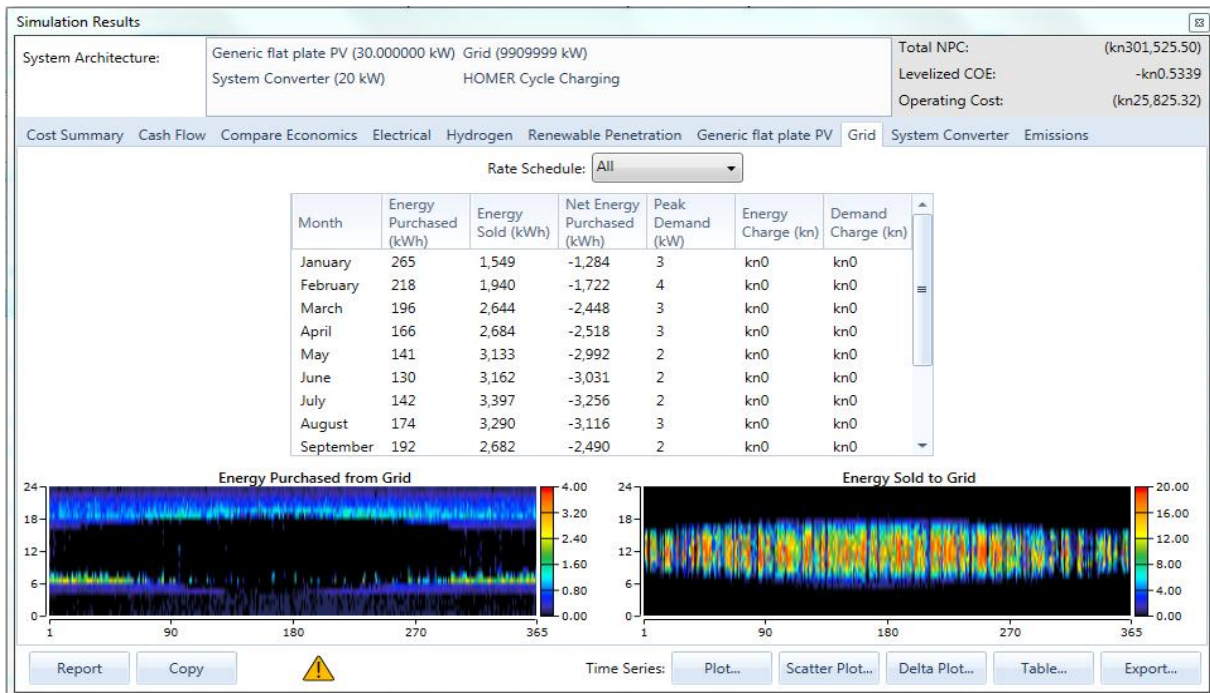 Simulation Results
System Architecture:
Generic flat plate PV (30.000000 kW) Grid (9909999 kW)
System Converter (20 kW) HOMER Cycle Charging
Total NPC: (kn301,525.50)
Levelized COE: -kn0.5339
Operating Cost: (kn25,825.32)
Cost Summary Cash Flow Compare Economics Electrical Hydrogen Renewable Penetration Generic flat plate PV Grid System Converter Emissions
Rate Schedule: All
Month Energy Purchased (kWh) Energy Sold (kWh) Net Energy Purchased (kWh) Peak Demand (kW) Energy Charge (kn) Demand Charge (kn)
January 265 1,549 -1,284 3 kn0 kn0
February 218 1,940 -1,722 4 kn0 kn0
March 196 2,644 -2,448 3 kn0 kn0
April 166 2,684 -2,518 3 kn0 kn0
May 141 3,133 -2,992 2 kn0 kn0
June 130 3,162 -3,031 2 kn0 kn0
July 142 3,397 -3,256 2 kn0 kn0
August 174 3,290 -3,116 3 kn0 kn0
September 192 2,682 -2,490 2 kn0 kn0
Energy Purchased from Grid
24
18
12
6
0
1 90 180 270 365
4.00
3.20
2.40
1.60
0.80
0.00
Energy Sold to Grid
24
18
12
6
0
1 90 180 270 365
20.00
16.00
12.00
8.00
4.00
0.00
Report Copy Time Series: Plot... Scatter Plot... Delta Plot... Table... Export...